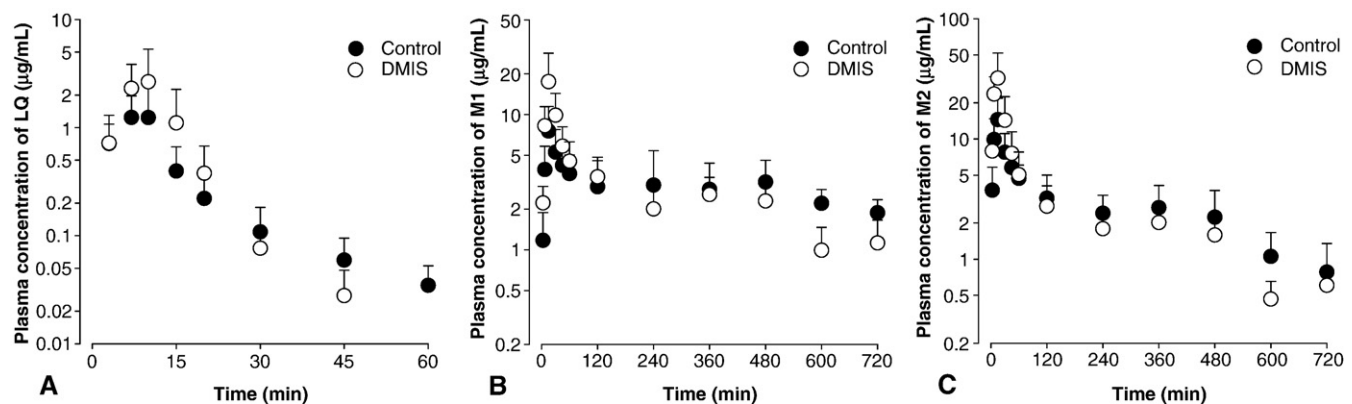 Plasma concentration of LQ (μg/mL)
10
5
2
1
0.5
0.2
0.1
0.05
0.02
0.01
Control
DMIS
0 15 30 45 60
A Time (min)
Plasma concentration of M1 (μg/mL)
50
20
10
5
2
1
0.5
0.2
Control
DMIS
0 120 240 360 480 600 720
B Time (min)
Plasma concentration of M2 (μg/mL)
100
50
20
10
5
2
1
0.5
0.2
Control
DMIS
0 120 240 360 480 600 720
C Time (min)